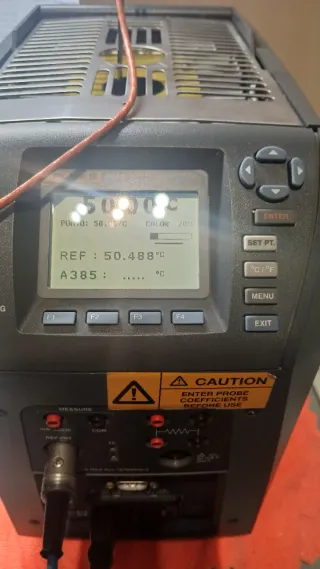 50.00°C
REF : 50.488°C
A385 : ..... °C
ENTER
SET PT.
°C/°F
MENU
EXIT
F1 F2 F3 F4
CAUTION
ENTER PROBE
COEFFICIENTS
BEFORE USE
MEASURE